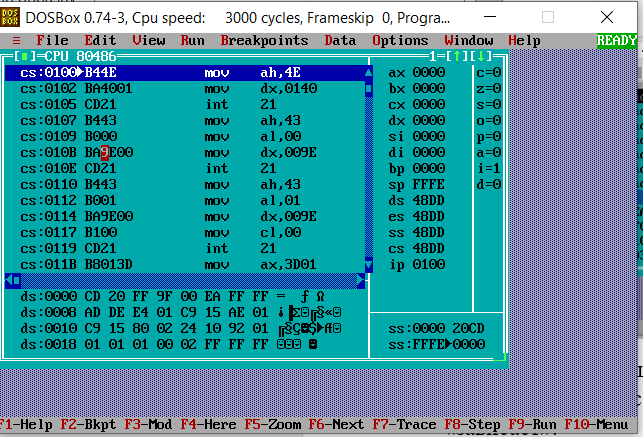 DOS BOX DOSBox 0.74-3, Cpu speed: 3000 cycles, Frameskip 0, Progra...
≡ File Edit View Run Breakpoints Data Options Window Help READY
[■]=CPU 80486 1=[↑][↓]
cs:0100►B44E mov ah,4E
cs:0102 BA4001 mov dx,0140
cs:0105 CD21 int 21
cs:0107 B443 mov ah,43
cs:0109 B000 mov al,00
cs:010B BA9E00 mov dx,009E
cs:010E CD21 int 21
cs:0110 B443 mov ah,43
cs:0112 B001 mov al,01
cs:0114 BA9E00 mov dx,009E
cs:0117 B100 mov cl,00
cs:0119 CD21 int 21
cs:011B B8013D mov ax,3D01
ax 0000 c=0
bx 0000 z=0
cx 0000 s=0
dx 0000 o=0
si 0000 p=0
di 0000 a=0
bp 0000 i=1
sp FFFE d=0
ds 48DD
es 48DD
ss 48DD
cs 48DD
ip 0100
ds:0000 CD 20 FF 9F 00 EA FF FF = ƒ Ω
ds:0008 AD DE E4 01 C9 15 AE 01 ¡▐Σ☺╔§«☺
ds:0010 C9 15 80 02 24 10 92 01 ╔§Ç☻$►Æ☺
ds:0018 01 01 01 00 02 FF FF FF ☺☺☺ ☻
ss:0000 20CD
ss:FFFE►0000
F1-Help F2-Bkpt F3-Mod F4-Here F5-Zoom F6-Next F7-Trace F8-Step F9-Run F10-Menu